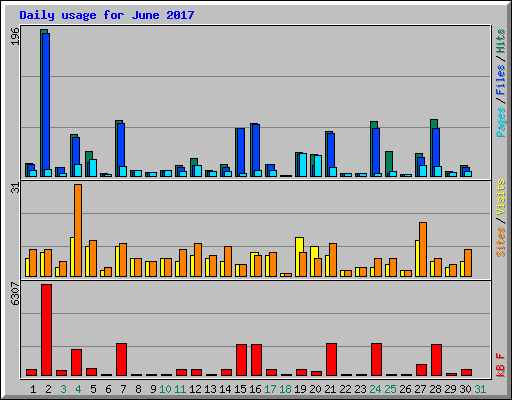 Daily usage for June 2017
196
Pages / Files / Hits
31
Sites / Visits
6307
kB F
1 2 3 4 5 6 7 8 9 10 11 12 13 14 15 16 17 18 19 20 21 22 23 24 25 26 27 28 29 30 31